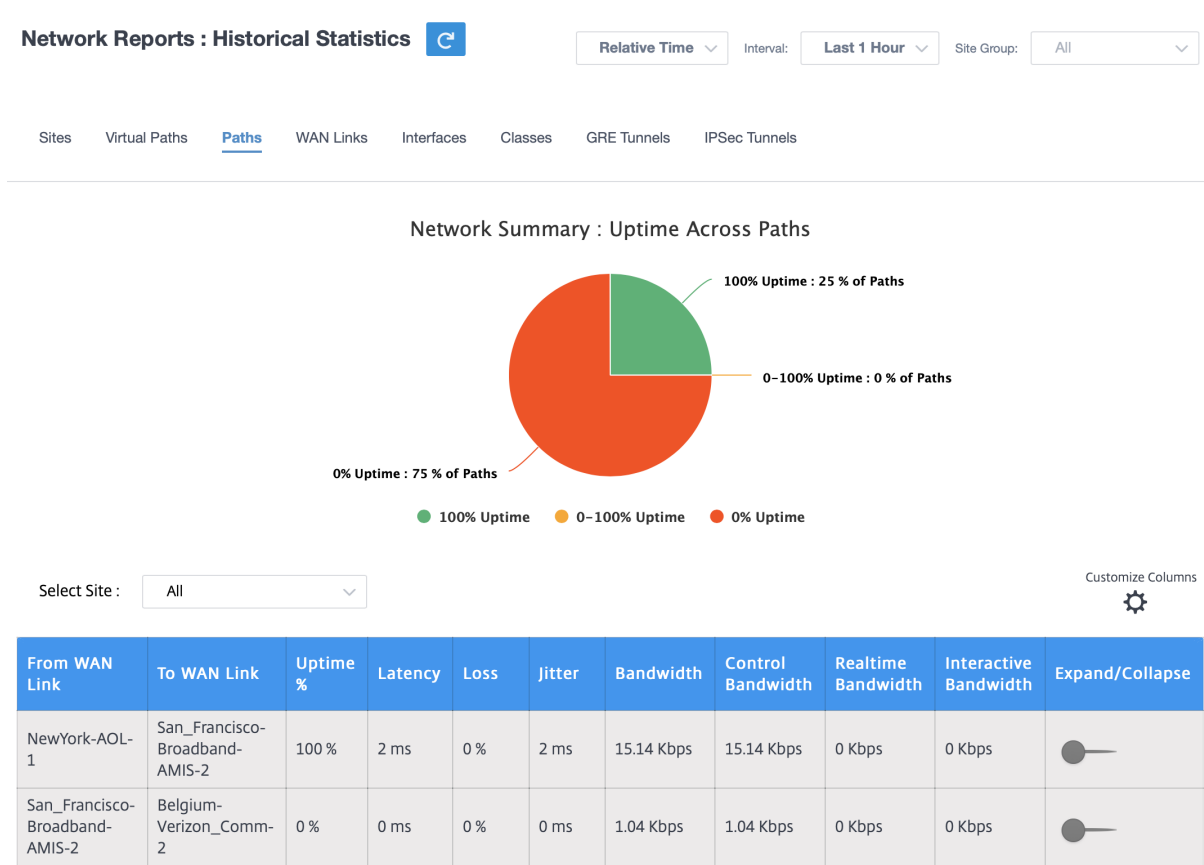 Network Reports : Historical Statistics
Relative Time
Interval:
Last 1 Hour
Site Group:
All
Sites
Virtual Paths
Paths
WAN Links
Interfaces
Classes
GRE Tunnels
IPSec Tunnels
Network Summary : Uptime Across Paths
100% Uptime : 25 % of Paths
0-100% Uptime : 0 % of Paths
0% Uptime : 75 % of Paths
100% Uptime
0-100% Uptime
0% Uptime
Select Site :
All
Customize Columns
From WAN
Link
To WAN Link
Uptime
%
Latency
Loss
Jitter
Bandwidth
Control
Bandwidth
Realtime
Bandwidth
Interactive
Bandwidth
Expand/Collapse
NewYork-AOL-
1
San_Francisco-
Broadband-
AMIS-2
100 %
2 ms
0 %
2 ms
15.14 Kbps
15.14 Kbps
0 Kbps
0 Kbps
San_Francisco-
Broadband-
AMIS-2
Belgium-
Verizon_Comm-
2
0 %
0 ms
0 %
0 ms
1.04 Kbps
1.04 Kbps
0 Kbps
0 Kbps